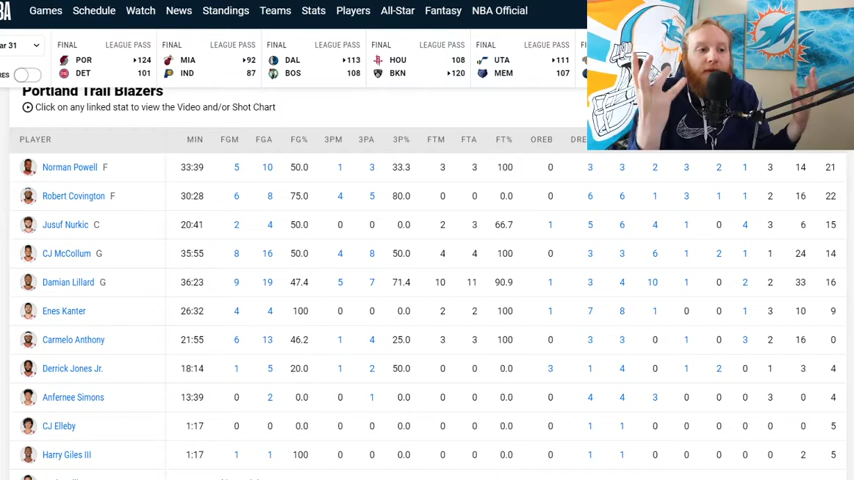 BA Games Schedule Watch News Standings Teams Stats Players All-Star Fantasy NBA Official
ar 31
RES
FINAL LEAGUE PASS
POR 124
DET 101
FINAL LEAGUE PASS
MIA 92
IND 87
FINAL LEAGUE PASS
DAL 113
BOS 108
FINAL LEAGUE PASS
HOU 108
BKN 120
FINAL LEAGUE PASS
UTA 111
MEM 107
FINAL
Portland Trail Blazers
Click on any linked stat to view the Video and/or Shot Chart
PLAYER MIN FGM FGA FG% 3PM 3PA 3P% FTM FTA FT% OREB DRE
Norman Powell F 33:39 5 10 50.0 1 3 33.3 3 3 100 0 3 3 2 3 2 1 3 14 21
Robert Covington F 30:28 6 8 75.0 4 5 80.0 0 0 0.0 0 6 6 1 3 1 1 2 16 22
Jusuf Nurkic C 20:41 2 4 50.0 0 0 0.0 2 3 66.7 1 5 6 4 1 0 4 3 6 15
CJ McCollum G 35:55 8 16 50.0 4 8 50.0 4 4 100 0 3 3 6 1 2 1 1 24 14
Damian Lillard G 36:23 9 19 47.4 5 7 71.4 10 11 90.9 1 3 4 10 1 0 2 2 33 16
Enes Kanter 26:32 4 4 100 0 0 0.0 2 2 100 1 7 8 1 0 0 1 3 10 9
Carmelo Anthony 21:55 6 13 46.2 1 4 25.0 3 3 100 0 3 3 0 1 0 3 2 16 0
Derrick Jones Jr. 18:14 1 5 20.0 1 2 50.0 0 0 0.0 3 1 4 0 1 2 0 1 3 4
Anfernee Simons 13:39 0 2 0.0 0 1 0.0 0 0 0.0 0 4 4 3 0 0 0 3 0 4
CJ Elleby 1:17 0 0 0.0 0 0 0.0 0 0 0.0 0 1 1 0 0 0 0 0 0 5
Harry Giles III 1:17 1 1 100 0 0 0.0 0 0 0.0 0 1 1 0 0 0 0 0 2 5